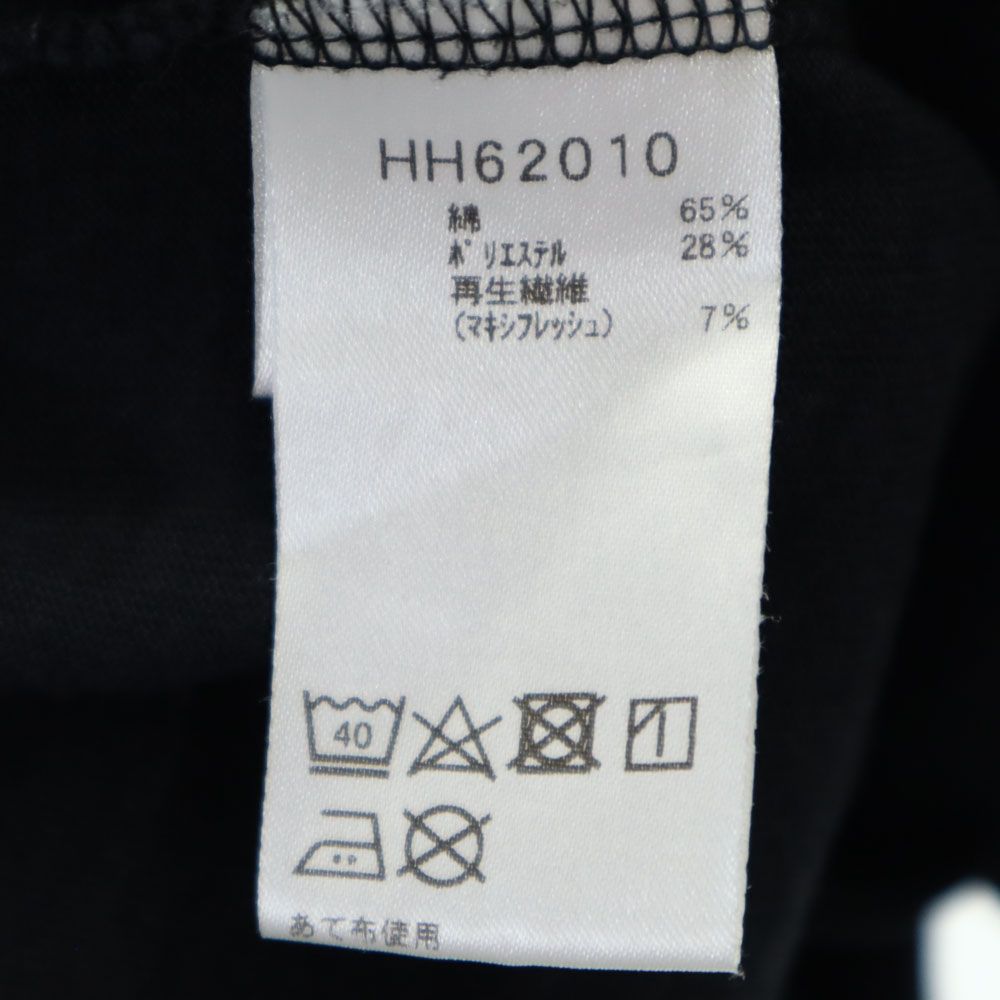 HH62010
綿 65%
ポリエステル 28%
再生繊維
(マキシフレッシュ) 7%
40
あて布使用